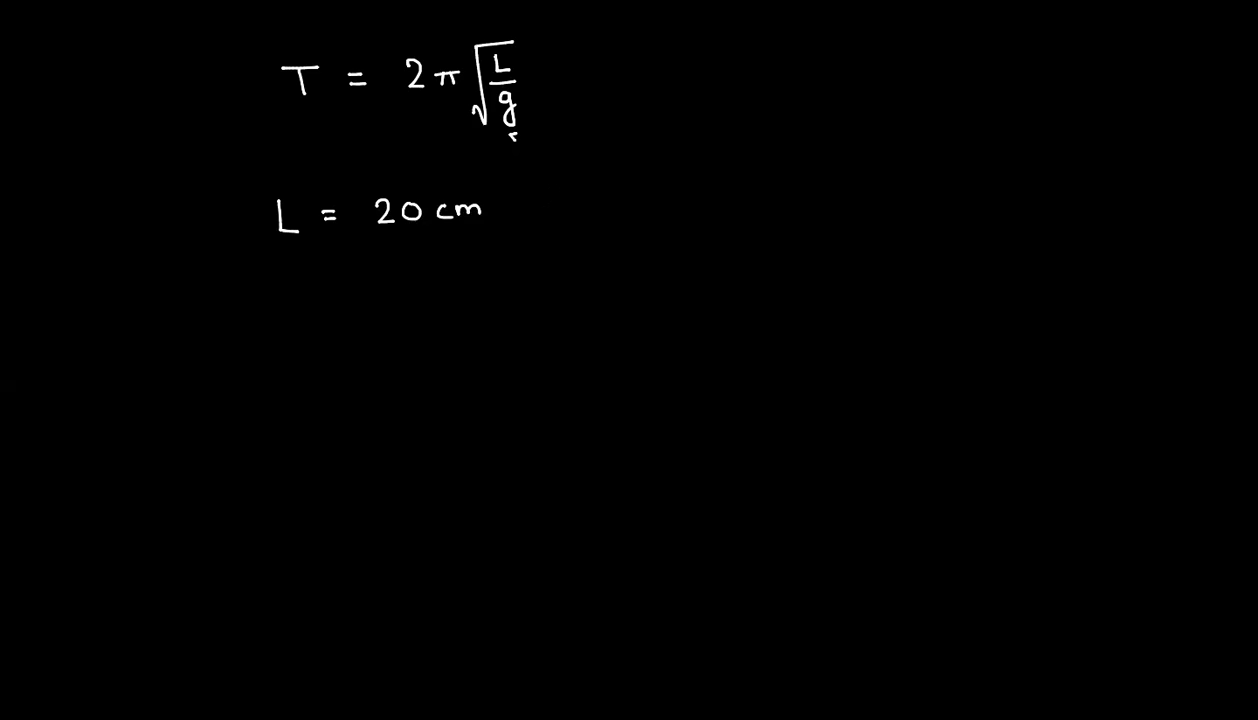 T = 2π√(L/g)
L = 20 cm